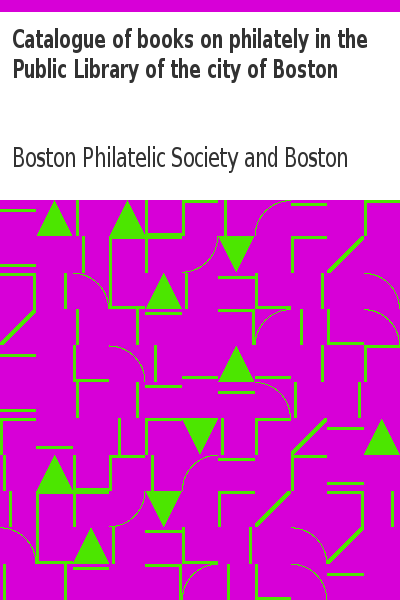 Catalogue of books on philately in the
Public Library of the city of Boston
Boston Philatelic Society and Boston